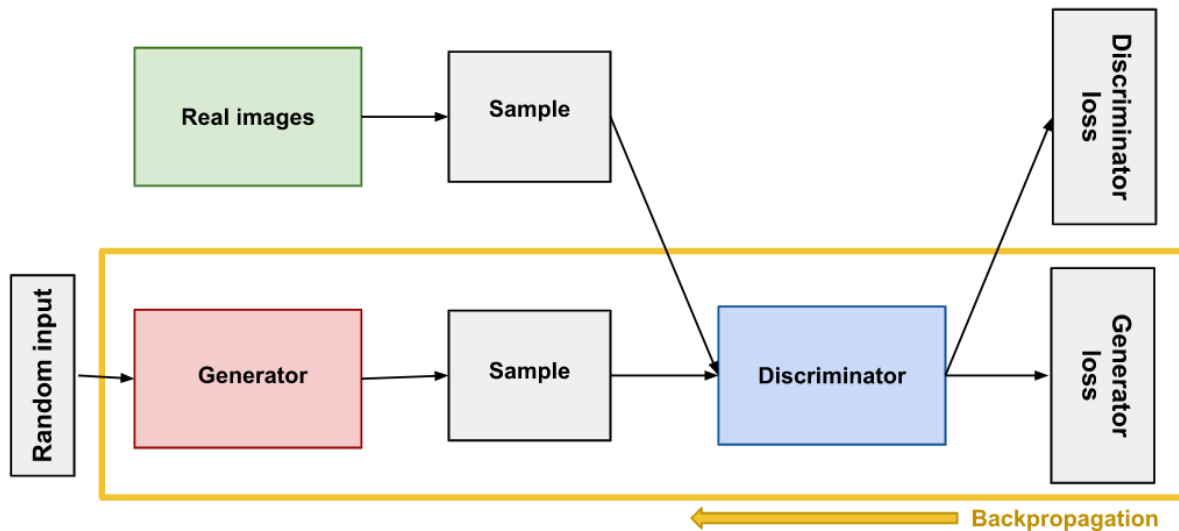 Real images
Sample
Discriminator
loss
Random input
Generator
Sample
Discriminator
Generator
loss
Backpropagation